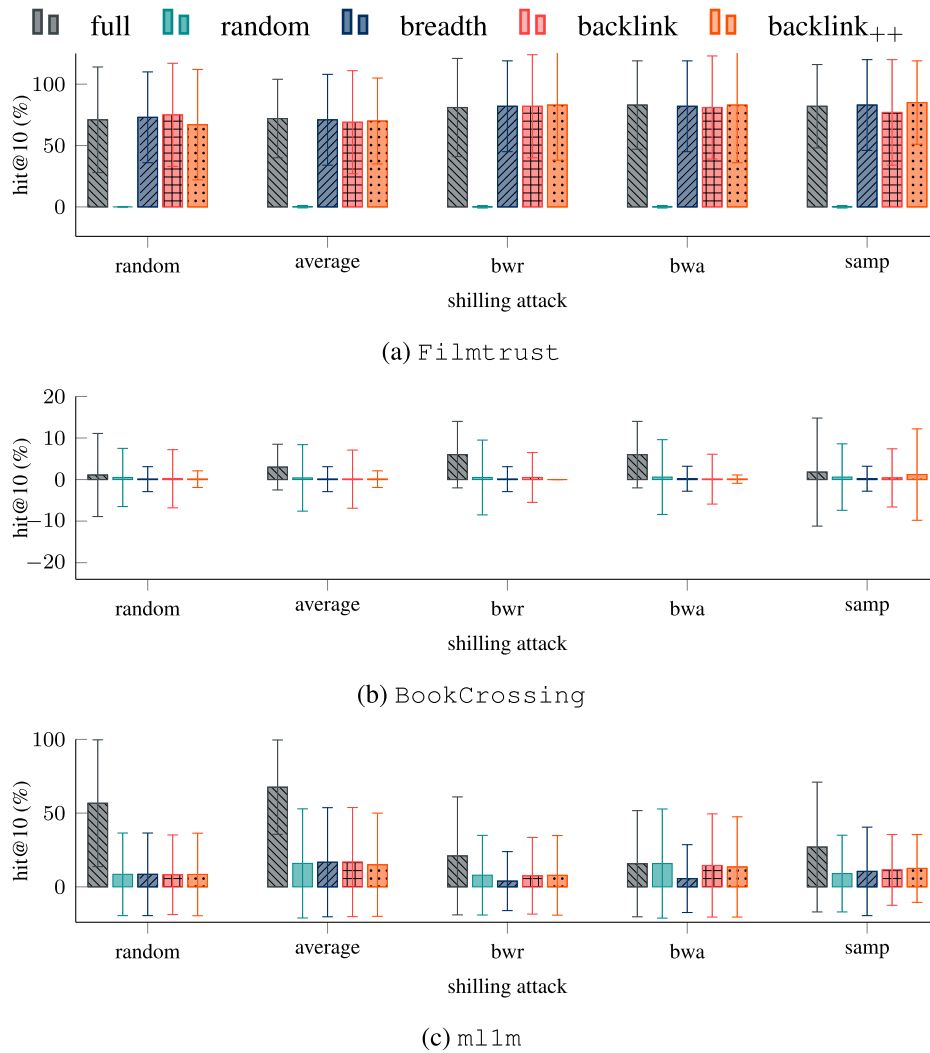 full random breadth backlink backlink++
100
50
0
hit@10 (%)
random average bwr bwa samp
shilling attack
(a) Filmtrust
20
10
0
−10
−20
hit@10 (%)
random average bwr bwa samp
shilling attack
(b) BookCrossing
100
50
0
hit@10 (%)
random average bwr bwa samp
shilling attack
(c) ml1m